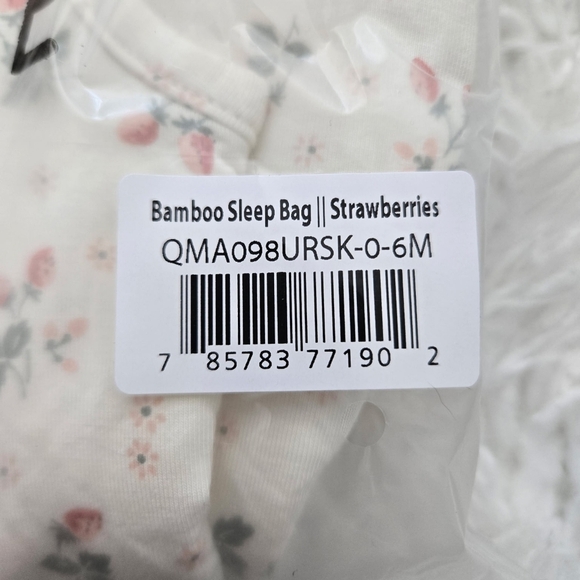 Bamboo Sleep Bag || Strawberries
QMA098URSK-0-6M
7 85783 77190 2